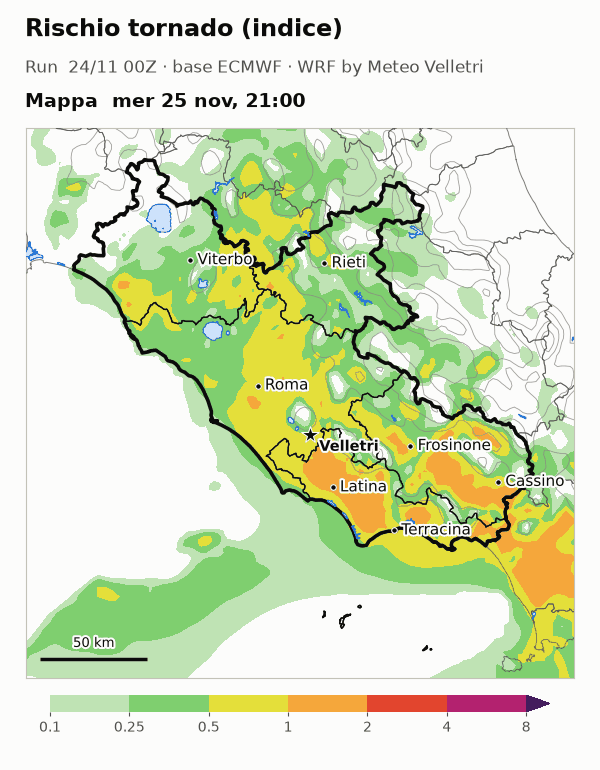 Rischio tornado (indice)
Run  24/11 00Z · base ECMWF · WRF by Meteo Velletri
Mappa  mer 25 nov, 21:00
Viterbo
Rieti
Roma
Velletri
Frosinone
Latina
Cassino
Terracina
50 km
0.1 0.25 0.5 1 2 4 8